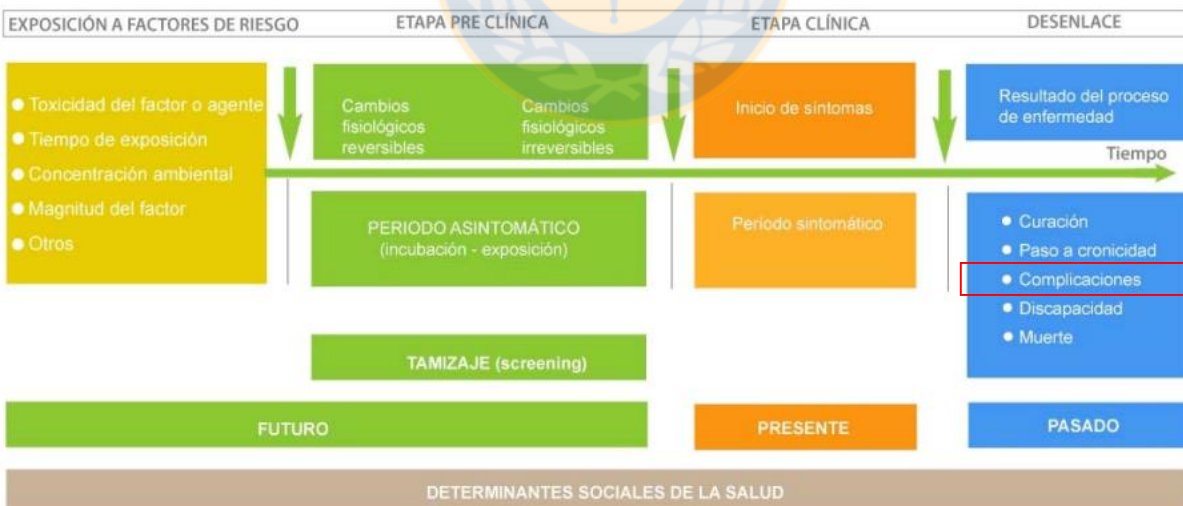 EXPOSICIÓN A FACTORES DE RIESGO
ETAPA PRE CLÍNICA
ETAPA CLÍNICA
DESENLACE
Toxicidad del factor o agente
Tiempo de exposición
Concentración ambiental
Magnitud del factor
Otros
Cambios
fisiológicos
reversibles
Cambios
fisiológicos
irreversibles
Inicio de síntomas
Resultado del proceso
de enfermedad
Tiempo
PERIODO ASINTOMÁTICO
(incubación - exposición)
Período sintomático
Curación
Paso a cronicidad
Complicaciones
Discapacidad
Muerte
TAMIZAJE (screening)
FUTURO
PRESENTE
PASADO
DETERMINANTES SOCIALES DE LA SALUD